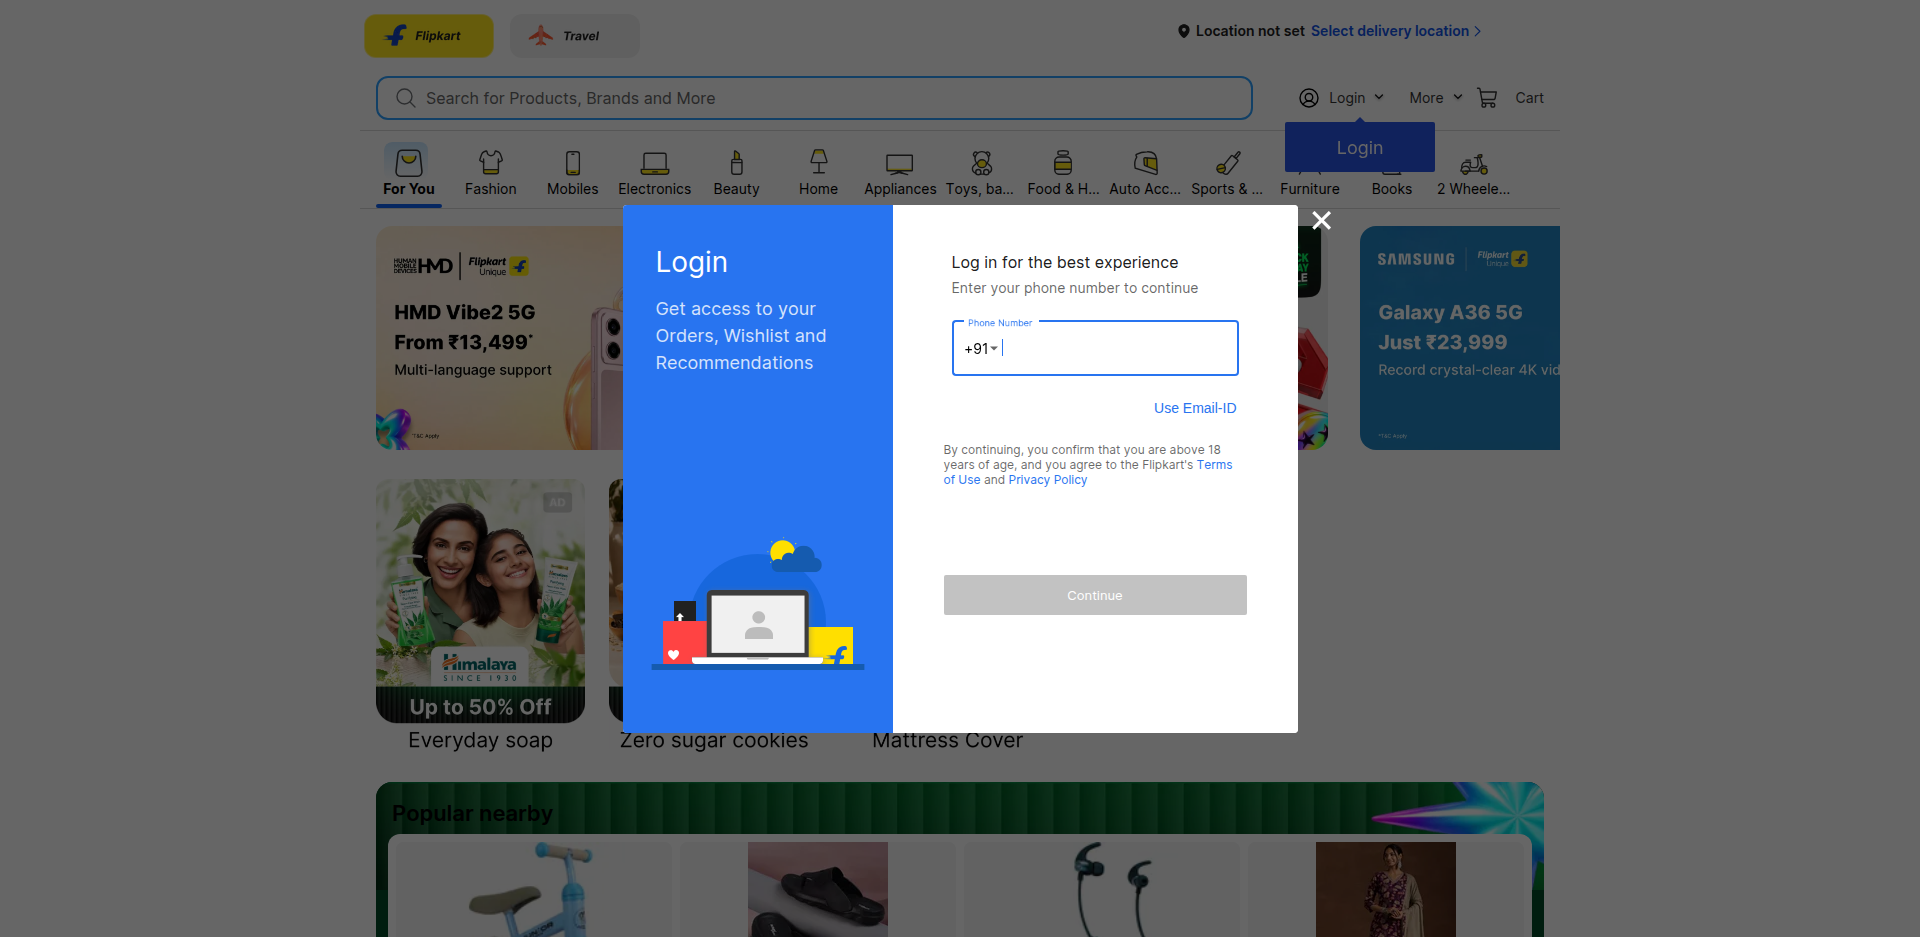 Flipkart
Travel
Location not set Select delivery location
Search for Products, Brands and More
Login
More
Cart
Login
For You
Fashion
Mobiles
Electronics
Beauty
Home
Appliances
Toys, ba...
Food & H...
Auto Acc...
Sports & ...
Furniture
Books
2 Wheele...
HUMAN MOBILE DEVICES HMD Flipkart Unique
HMD Vibe2 5G
From ₹13,499*
Multi-language support
*T&C Apply
SAMSUNG Flipkart Unique
Galaxy A36 5G
Just ₹23,999
Record crystal-clear 4K vid
*T&C Apply
Login
Get access to your
Orders, Wishlist and
Recommendations
Log in for the best experience
Enter your phone number to continue
Phone Number
+91
Use Email-ID
By continuing, you confirm that you are above 18
years of age, and you agree to the Flipkart's Terms
of Use and Privacy Policy
Continue
AD
Himalaya
SINCE 1930
Up to 50% Off
Everyday soap
Zero sugar cookies
Mattress Cover
Popular nearby